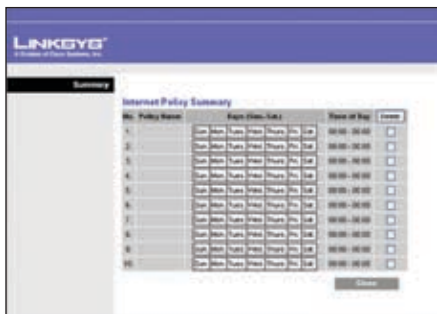 LINKSYS®
A Division of Cisco Systems, Inc.
Summary
Internet Policy Summary
No. Policy Name Days (Sun.-Sat.) Time of Day Delete
1. Sun. Mon. Tues. Wed. Thurs. Fri. Sat. 00:00 - 00:00
2. Sun. Mon. Tues. Wed. Thurs. Fri. Sat. 00:00 - 00:00
3. Sun. Mon. Tues. Wed. Thurs. Fri. Sat. 00:00 - 00:00
4. Sun. Mon. Tues. Wed. Thurs. Fri. Sat. 00:00 - 00:00
5. Sun. Mon. Tues. Wed. Thurs. Fri. Sat. 00:00 - 00:00
6. Sun. Mon. Tues. Wed. Thurs. Fri. Sat. 00:00 - 00:00
7. Sun. Mon. Tues. Wed. Thurs. Fri. Sat. 00:00 - 00:00
8. Sun. Mon. Tues. Wed. Thurs. Fri. Sat. 00:00 - 00:00
9. Sun. Mon. Tues. Wed. Thurs. Fri. Sat. 00:00 - 00:00
10. Sun. Mon. Tues. Wed. Thurs. Fri. Sat. 00:00 - 00:00
Close